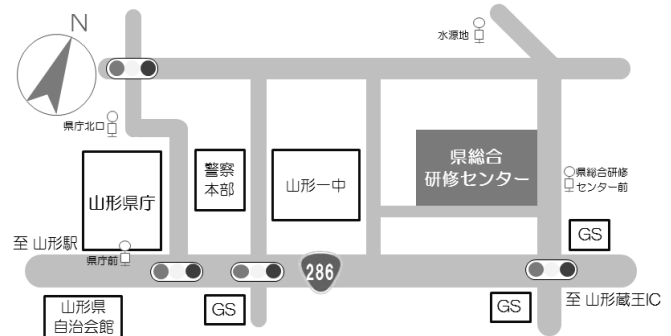 N
水源地
県庁北口
警察
本部
山形一中
県総合
研修センター
山形県庁
県総合研修
センター前
至 山形駅
県庁前
GS
286
山形県
自治会館
GS
GS
至 山形蔵王IC